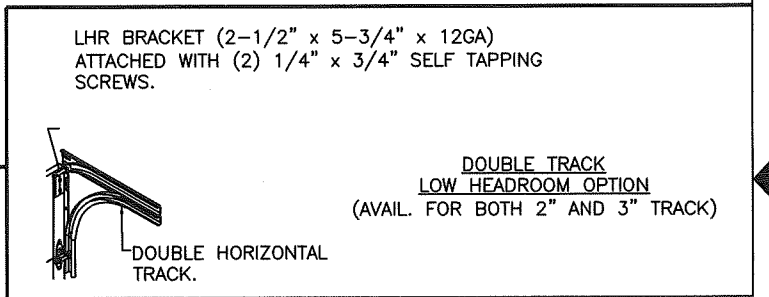 LHR BRACKET (2-1/2" x 5-3/4" x 12GA)
ATTACHED WITH (2) 1/4" x 3/4" SELF TAPPING
SCREWS.
DOUBLE TRACK
LOW HEADROOM OPTION
(AVAIL. FOR BOTH 2" AND 3" TRACK)
DOUBLE HORIZONTAL
TRACK.